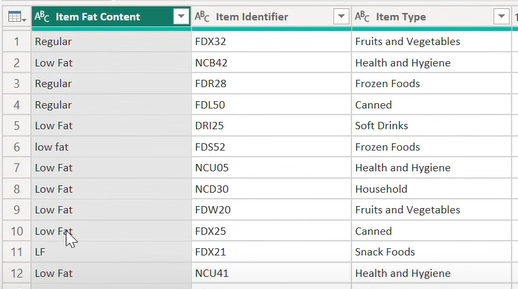 ABC Item Fat Content ABC Item Identifier ABC Item Type 1
1 Regular FDX32 Fruits and Vegetables
2 Low Fat NCB42 Health and Hygiene
3 Regular FDR28 Frozen Foods
4 Regular FDL50 Canned
5 Low Fat DRI25 Soft Drinks
6 low fat FDS52 Frozen Foods
7 Low Fat NCU05 Health and Hygiene
8 Low Fat NCD30 Household
9 Low Fat FDW20 Fruits and Vegetables
10 Low Fat FDX25 Canned
11 LF FDX21 Snack Foods
12 Low Fat NCU41 Health and Hygiene